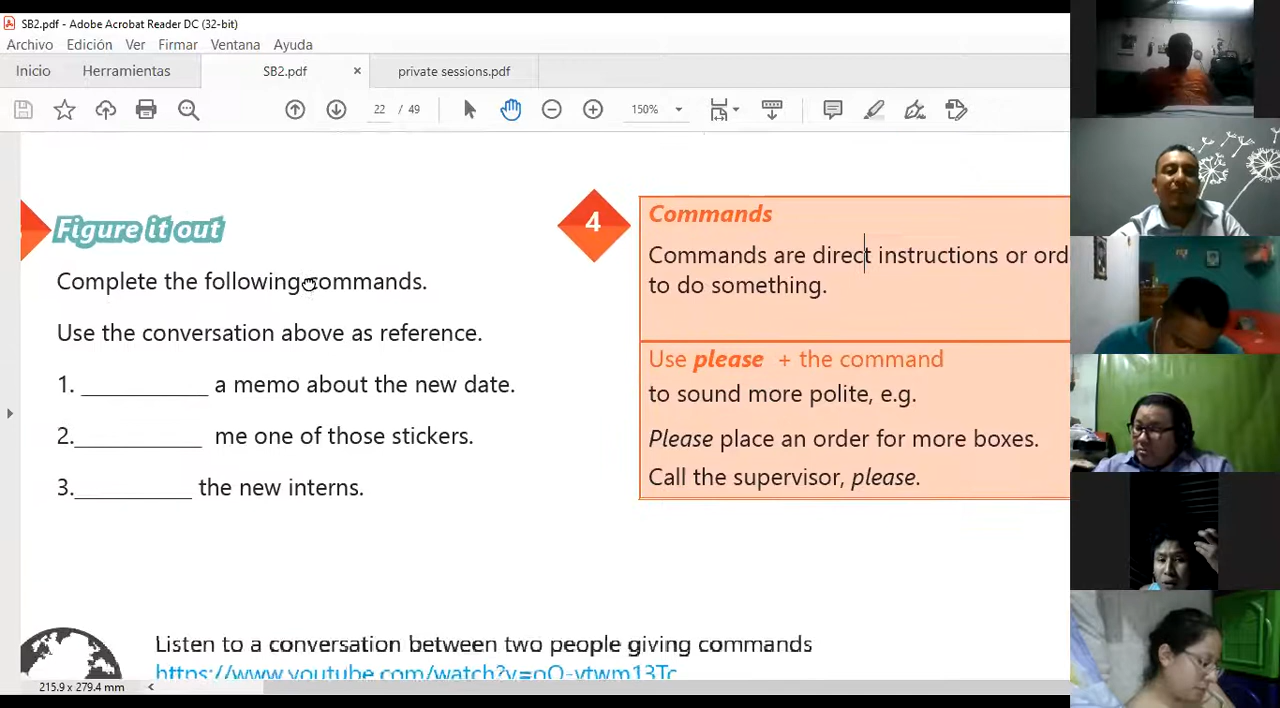 SB2.pdf - Adobe Acrobat Reader DC (32-bit)
Archivo Edición Ver Firmar Ventana Ayuda
Inicio Herramientas SB2.pdf × private sessions.pdf
22 / 49 150%
Figure it out
Complete the following commands.
Use the conversation above as reference.
1. __________ a memo about the new date.
2.__________ me one of those stickers.
3.__________ the new interns.
4
Commands
Commands are direct instructions or ord
to do something.
Use please + the command
to sound more polite, e.g.
Please place an order for more boxes.
Call the supervisor, please.
Listen to a conversation between two people giving commands
215.9 x 279.4 mm